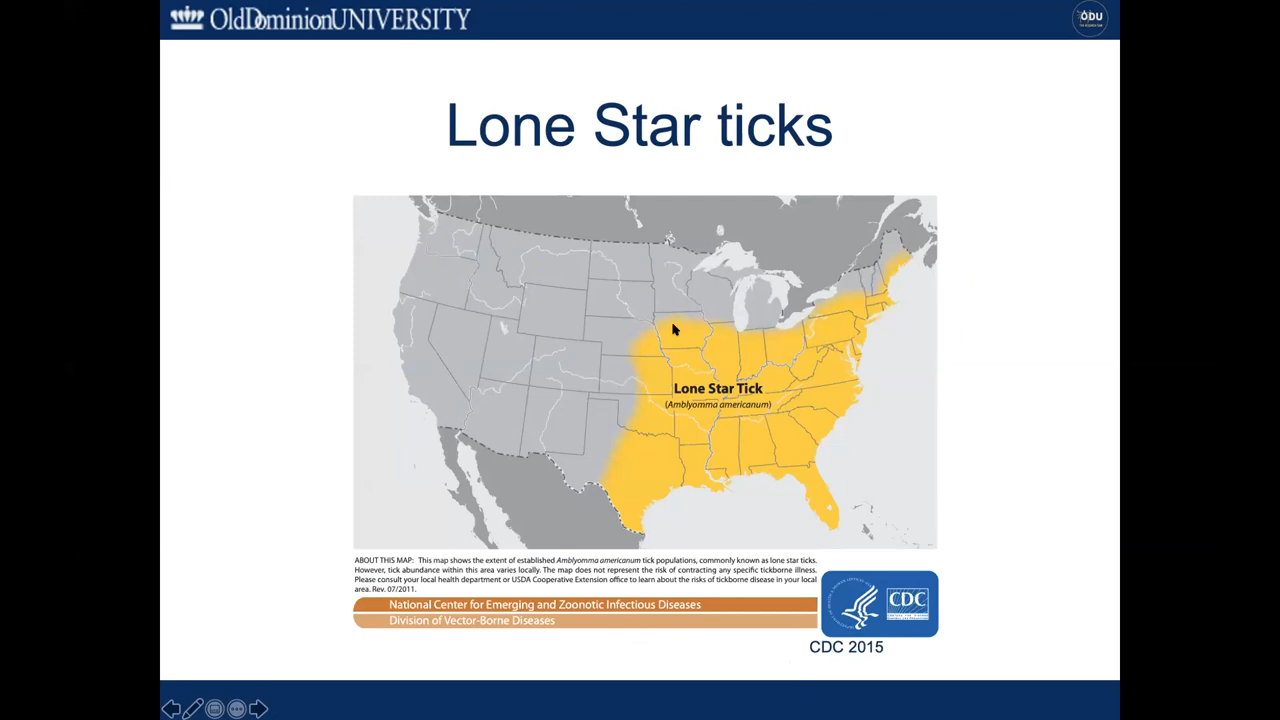 OldDominionUNIVERSITY
ODU
Lone Star ticks
Lone Star Tick
(Amblyomma americanum)
ABOUT THIS MAP: This map shows the extent of established Amblyomma americanum tick populations, commonly known as lone star ticks.
However, tick abundance within this area varies locally. The map does not represent the risk of contracting any specific tickborne illness.
Please consult your local health department or USDA Cooperative Extension office to learn about the risks of tickborne disease in your local
area. Rev. 07/2011.
National Center for Emerging and Zoonotic Infectious Diseases
Division of Vector-Borne Diseases
CDC
CDC 2015